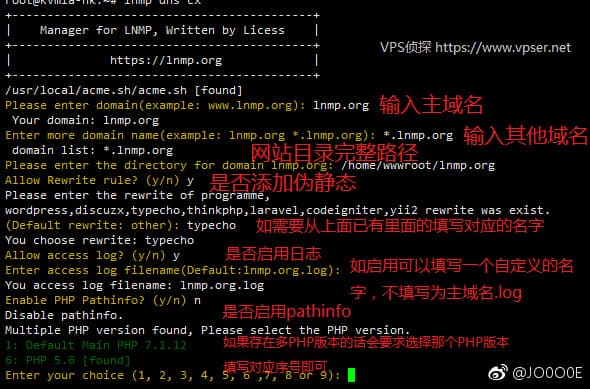 root@kvmla-hk:~# lnmp dns cx
+-------------------------------------------+
| Manager for LNMP, Written by Licess |
+-------------------------------------------+
| https://lnmp.org |
+-------------------------------------------+
VPS侦探 https://www.vpser.net
/usr/local/acme.sh/acme.sh [found]
Please enter domain(example: www.lnmp.org): lnmp.org 输入主域名
Your domain: lnmp.org
Enter more domain name(example: lnmp.org *.lnmp.org): *.lnmp.org 输入其他域名
domain list: *.lnmp.org 网站目录完整路径
Please enter the directory for domain lnmp.org: /home/wwwroot/lnmp.org
Allow Rewrite rule? (y/n) y 是否添加伪静态
Please enter the rewrite of programme,
wordpress,discuzx,typecho,thinkphp,laravel,codeigniter,yii2 rewrite was exist.
(Default rewrite: other): typecho 如需要从上面已有里面的填写对应的名字
You choose rewrite: typecho
Allow access log? (y/n) y 是否启用日志
Enter access log filename(Default:lnmp.org.log): 如启用可以填写一个自定义的名
You access log filename: lnmp.org.log 字，不填写为主域名.log
Enable PHP Pathinfo? (y/n) n
Disable pathinfo. 是否启用pathinfo
Multiple PHP version found, Please select the PHP version.
1: Default Main PHP 7.1.12 如果存在多PHP版本的话会要求选择那个PHP版本
6: PHP 5.6 [found] 填写对应序号即可
Enter your choice (1, 2, 3, 4, 5, 6 ,7, 8 or 9):
@JOO0E